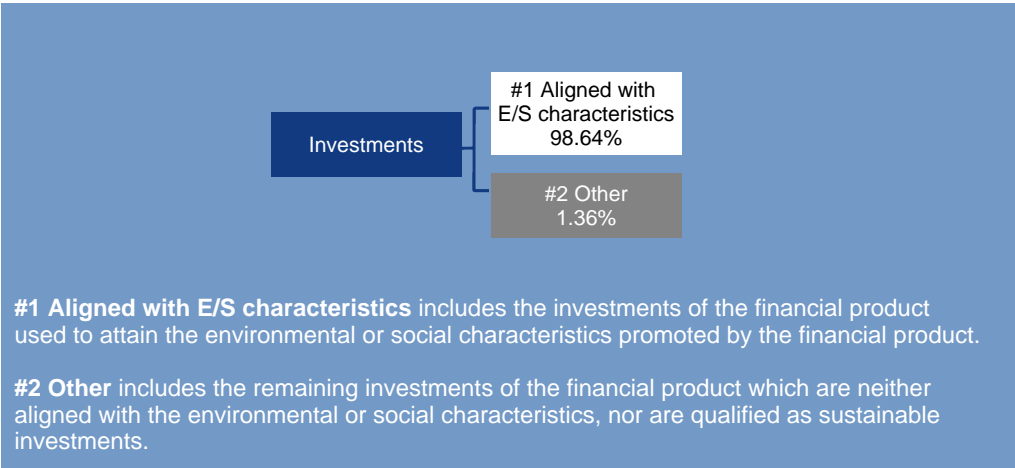 #1 Aligned with
E/S characteristics
98.64%
Investments
#2 Other
1.36%
#1 Aligned with E/S characteristics includes the investments of the financial product
used to attain the environmental or social characteristics promoted by the financial product.
#2 Other includes the remaining investments of the financial product which are neither
aligned with the environmental or social characteristics, nor are qualified as sustainable
investments.